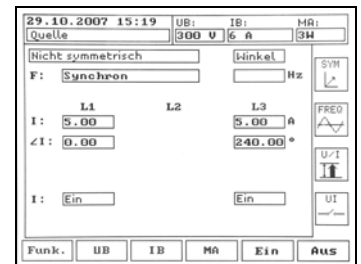 29.10.2007 15:19 UB: IB: MA:
Quelle 300 V 6 A 3W
Nicht symmetrisch Winkel
F: Synchron Hz
SYM
L1 L2 L3
FREQ
I: 5.00 5.00 A
∠I: 0.00 240.00 °
U/I
I: Ein Ein
UI
Funk. UB IB MA Ein Aus